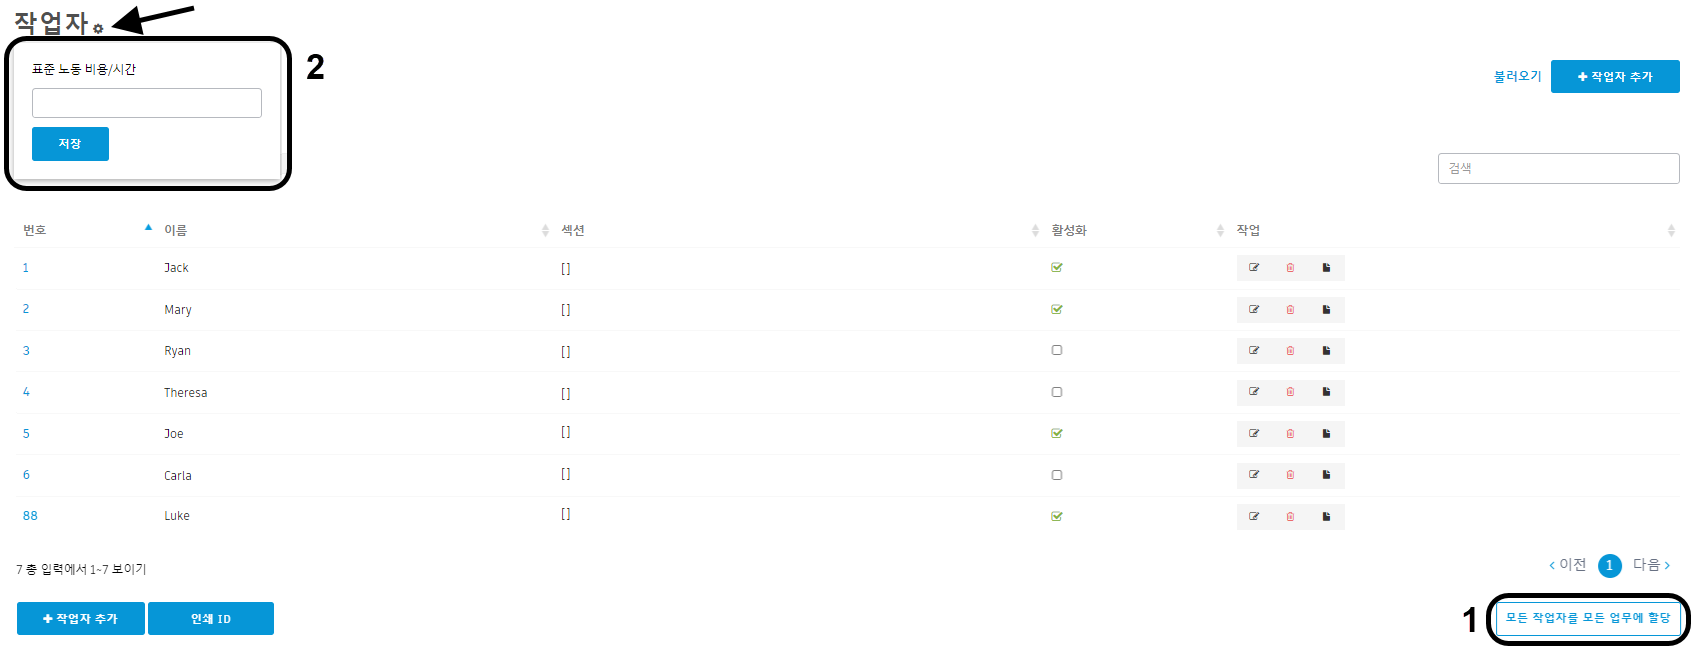 작업자
2
표준 노동 비용/시간
저장
불러오기
작업자 추가
검색
번호 이름 섹션 활성화 작업
1 Jack []
2 Mary []
3 Ryan []
4 Theresa []
5 Joe []
6 Carla []
88 Luke []
7 총 입력에서 1~7 보이기
이전 1 다음
작업자 추가 인쇄 ID
1 모든 작업자를 모든 업무에 할당